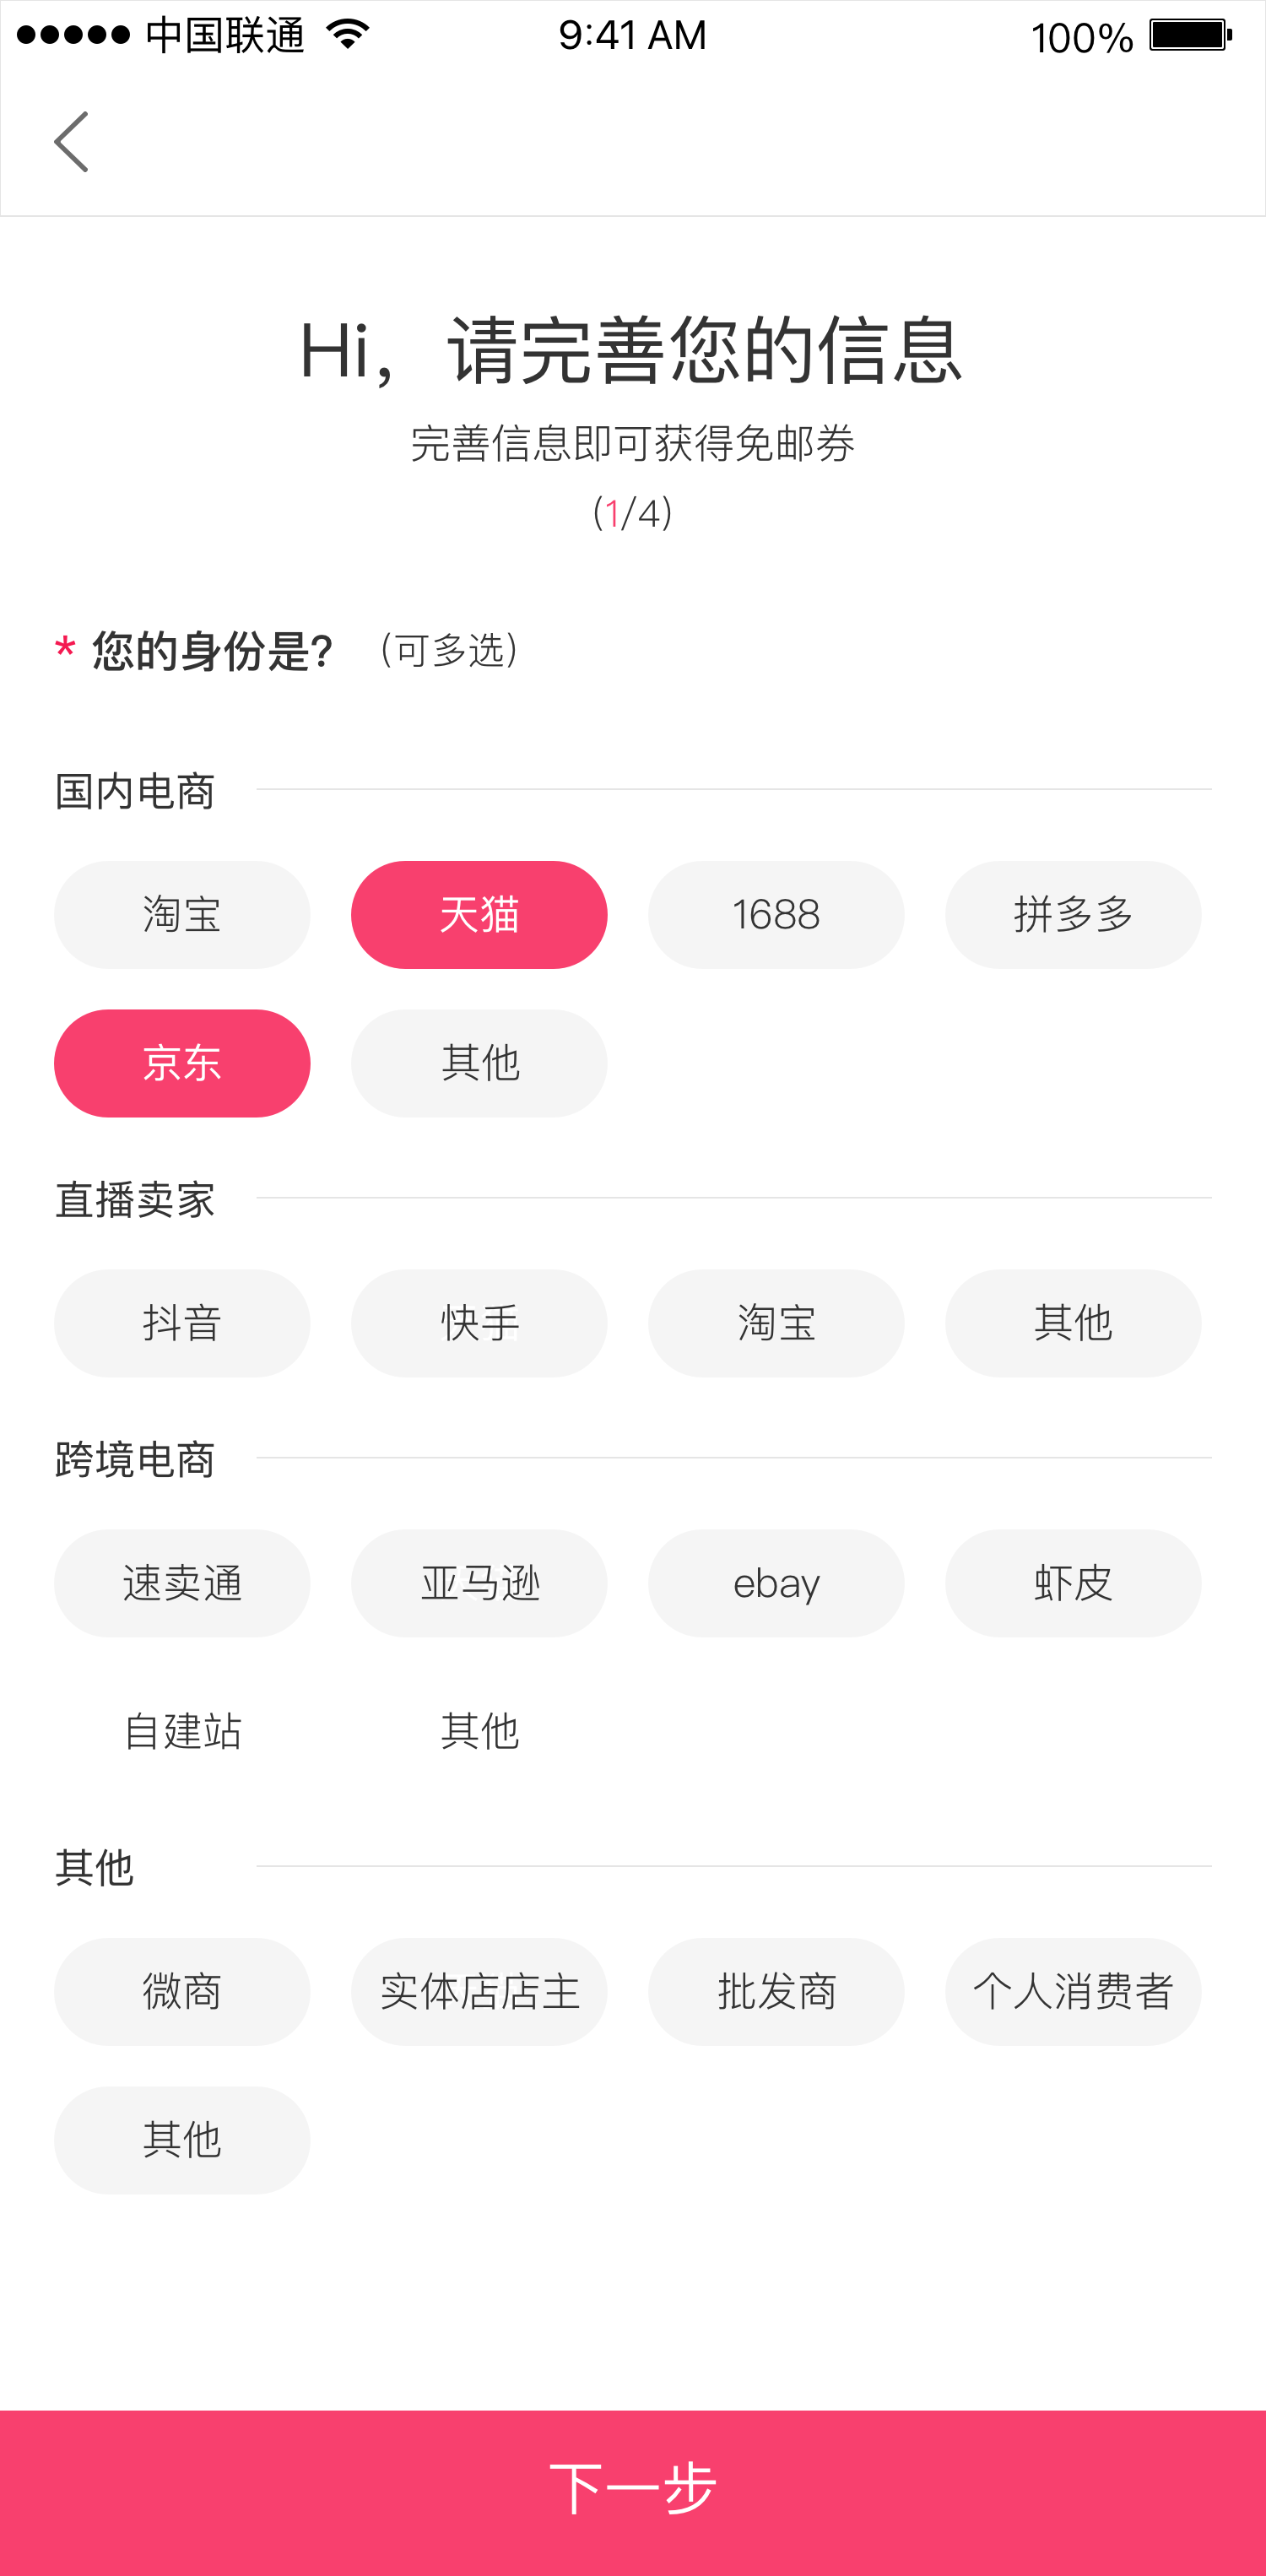 中国联通 9:41 AM 100%
Hi，请完善您的信息
完善信息即可获得免邮券
(1/4)
* 您的身份是? （可多选）
国内电商
淘宝 天猫 1688 拼多多
京东 其他
直播卖家
抖音 快手 淘宝 其他
跨境电商
速卖通 亚马逊 ebay 虾皮
自建站 其他
其他
微商 实体店店主 批发商 个人消费者
其他
下一步